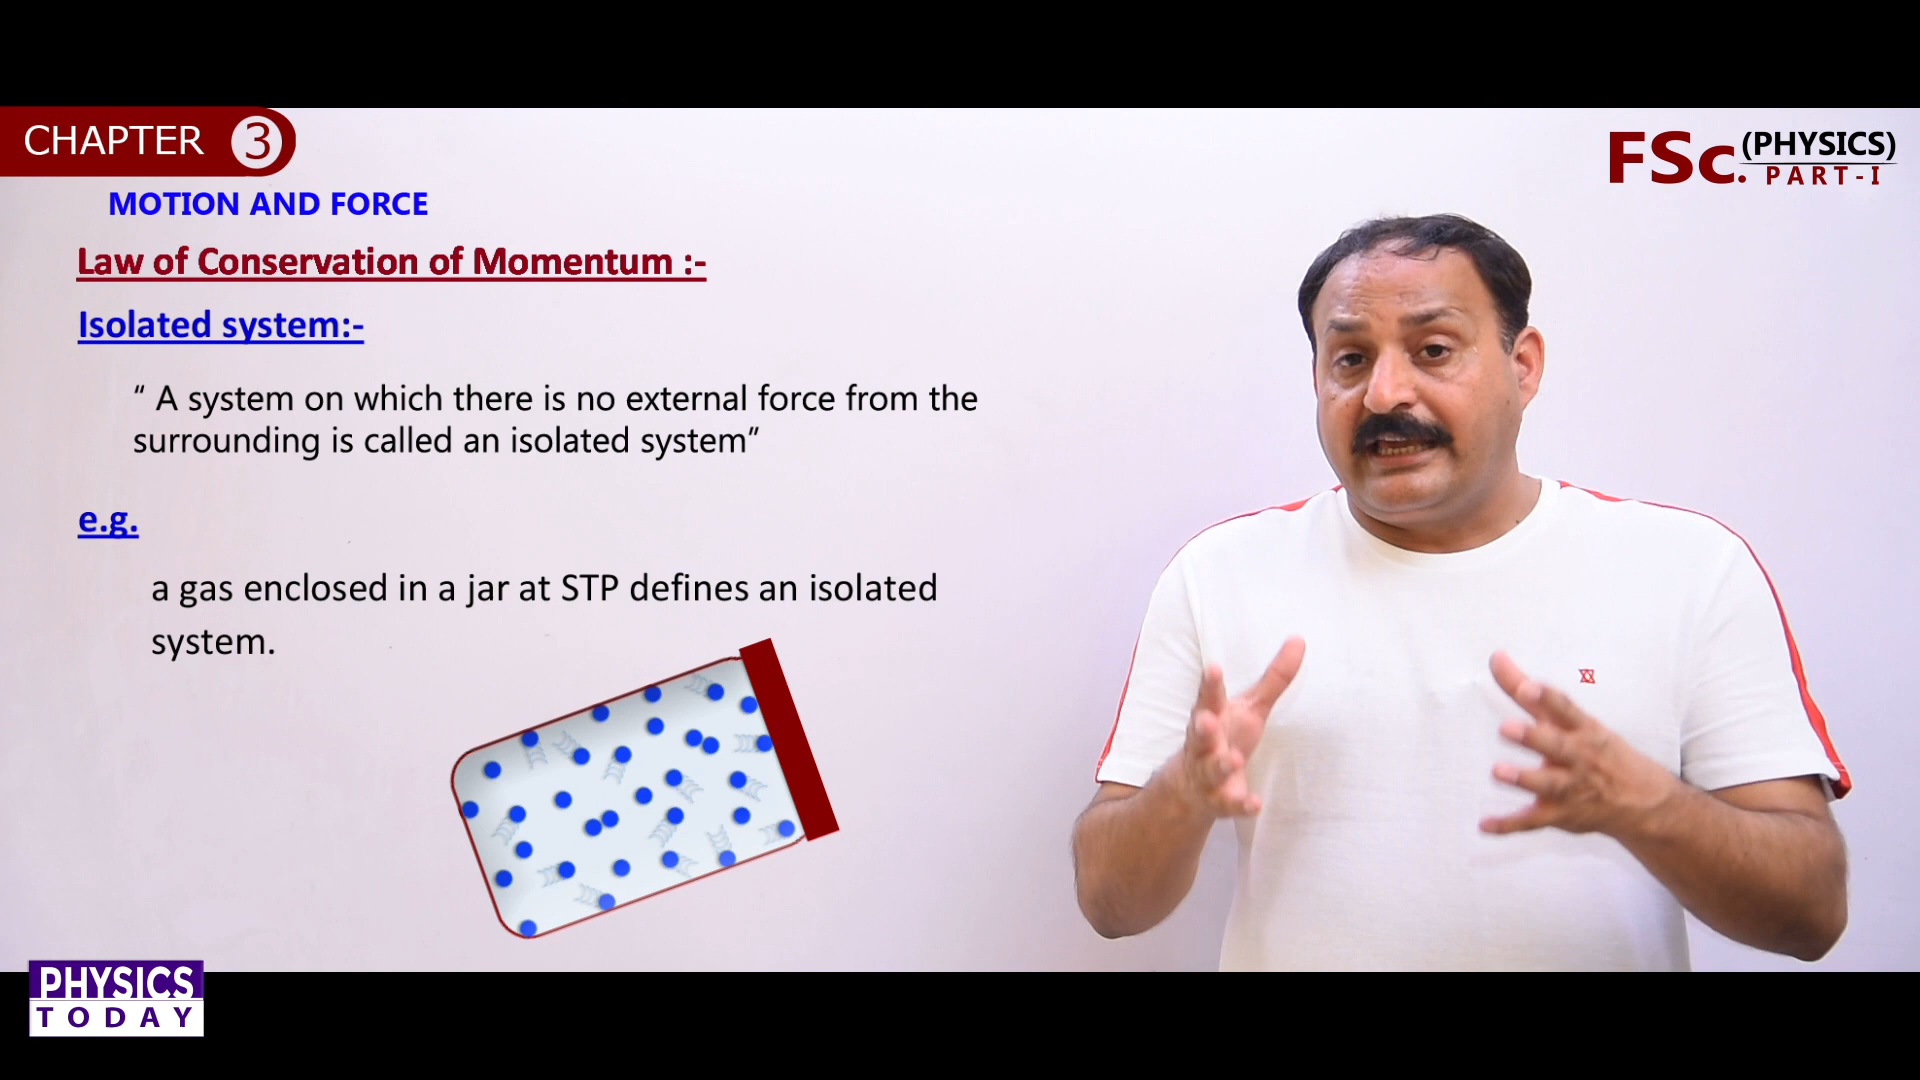 CHAPTER 3
FSc. (PHYSICS)
PART-I
MOTION AND FORCE
Law of Conservation of Momentum :-
Isolated system:-
“ A system on which there is no external force from the
surrounding is called an isolated system”
e.g.
a gas enclosed in a jar at STP defines an isolated
system.
PHYSICS
TODAY